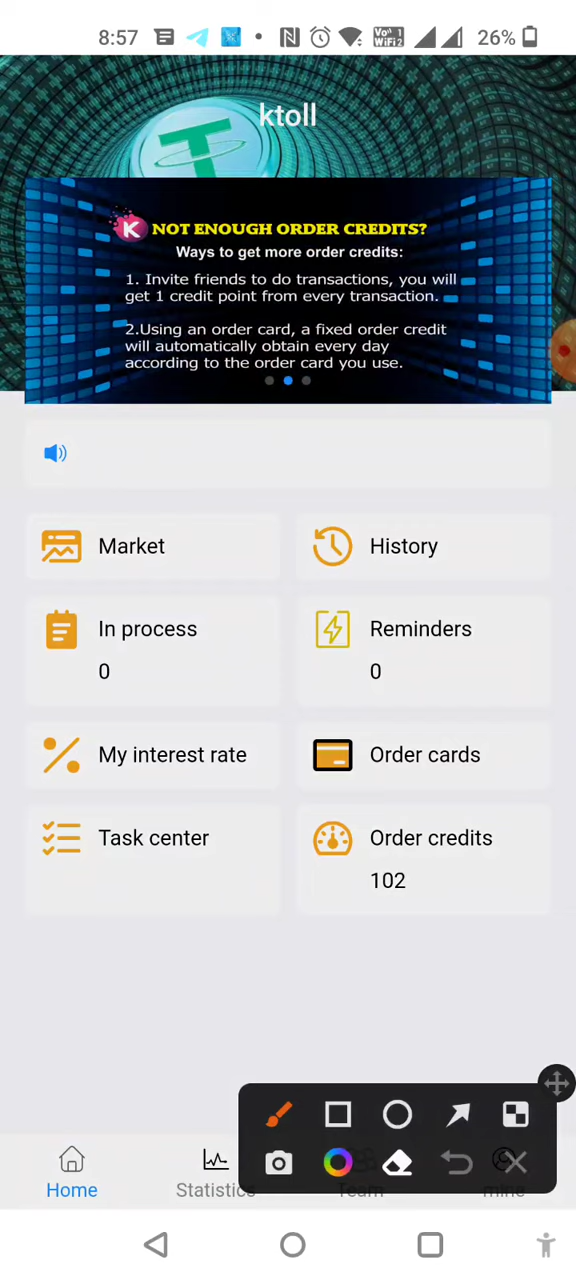 8:57
Vo)) 1
WiFi2
26%
ktoll
K NOT ENOUGH ORDER CREDITS?
Ways to get more order credits:
1. Invite friends to do transactions, you will
get 1 credit point from every transaction.
2.Using an order card, a fixed order credit
will automatically obtain every day
according to the order card you use.
Market
History
In process
0
Reminders
0
My interest rate
Order cards
Task center
Order credits
102
Home
Statistics
Team
mine